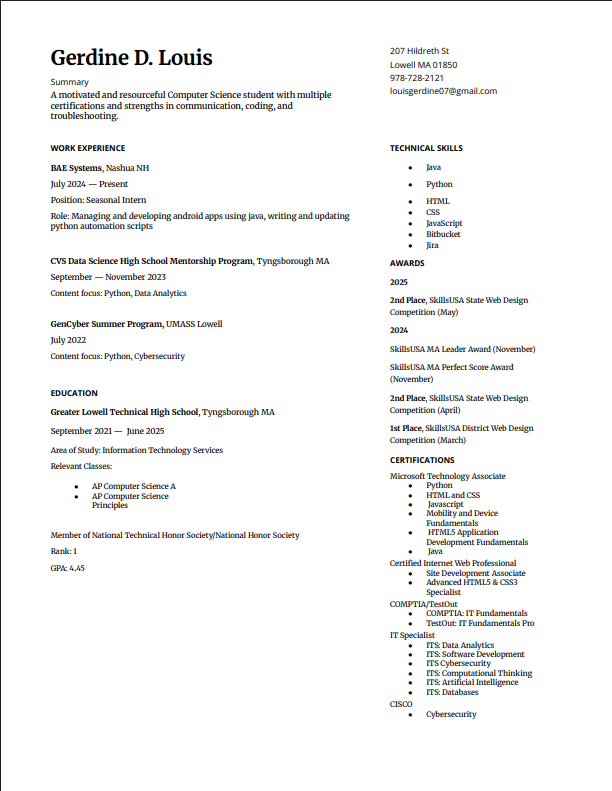 Gerdine D. Louis
Summary
A motivated and resourceful Computer Science student with multiple
certifications and strengths in communication, coding, and
troubleshooting.
207 Hildreth St
Lowell MA 01850
978-728-2121
louisgerdine07@gmail.com
WORK EXPERIENCE
BAE Systems, Nashua NH
July 2024 — Present
Position: Seasonal Intern
Role: Managing and developing android apps using java, writing and updating
python automation scripts
CVS Data Science High School Mentorship Program, Tyngsborough MA
September — November 2023
Content focus: Python, Data Analytics
GenCyber Summer Program, UMASS Lowell
July 2022
Content focus: Python, Cybersecurity
EDUCATION
Greater Lowell Technical High School, Tyngsborough MA
September 2021 — June 2025
Area of Study: Information Technology Services
Relevant Classes:
● AP Computer Science A
● AP Computer Science
Principles
Member of National Technical Honor Society/National Honor Society
Rank: 1
GPA: 4.45
TECHNICAL SKILLS
● Java
● Python
● HTML
● CSS
● JavaScript
● Bitbucket
● Jira
AWARDS
2025
2nd Place, SkillsUSA State Web Design
Competition (May)
2024
SkillsUSA MA Leader Award (November)
SkillsUSA MA Perfect Score Award
(November)
2nd Place, SkillsUSA State Web Design
Competition (April)
1st Place, SkillsUSA District Web Design
Competition (March)
CERTIFICATIONS
Microsoft Technology Associate
● Python
● HTML and CSS
● Javascript
● Mobility and Device
Fundamentals
● HTML5 Application
Development Fundamentals
● Java
Certified Internet Web Professional
● Site Development Associate
● Advanced HTML5 & CSS3
Specialist
COMPTIA/TestOut
● COMPTIA: IT Fundamentals
● TestOut: IT Fundamentals Pro
IT Specialist
● ITS: Data Analytics
● ITS: Software Development
● ITS Cybersecurity
● ITS: Computational Thinking
● ITS: Artificial Intelligence
● ITS: Databases
CISCO
● Cybersecurity